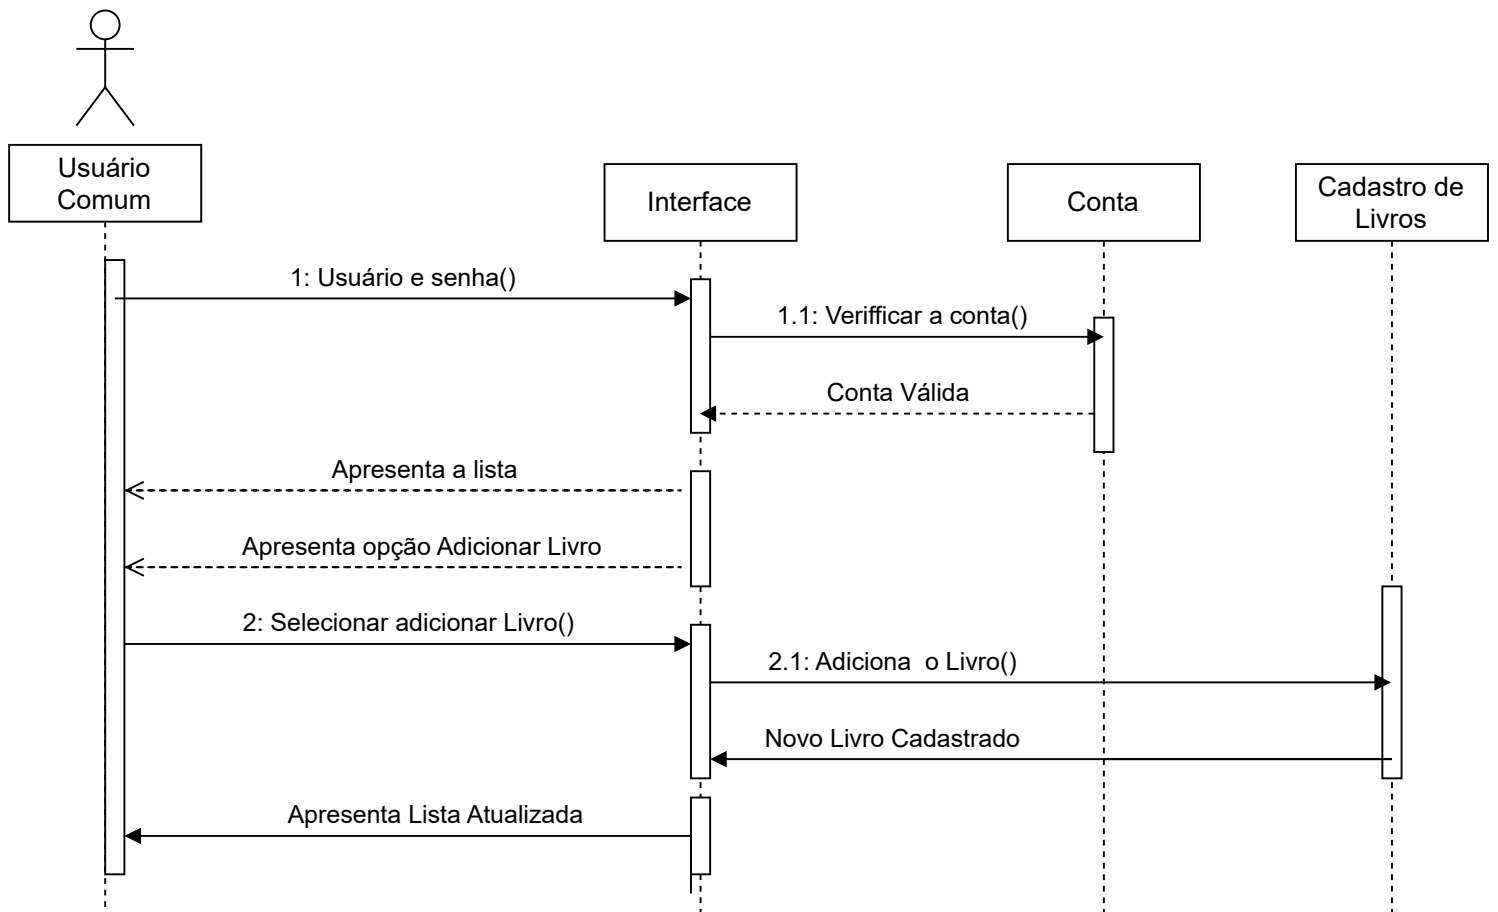 Usuário
Comum
Interface
Conta
Cadastro de
Livros
1: Usuário e senha()
1.1: Verifficar a conta()
Conta Válida
Apresenta a lista
Apresenta opção Adicionar Livro
2: Selecionar adicionar Livro()
2.1: Adiciona  o Livro()
Novo Livro Cadastrado
Apresenta Lista Atualizada